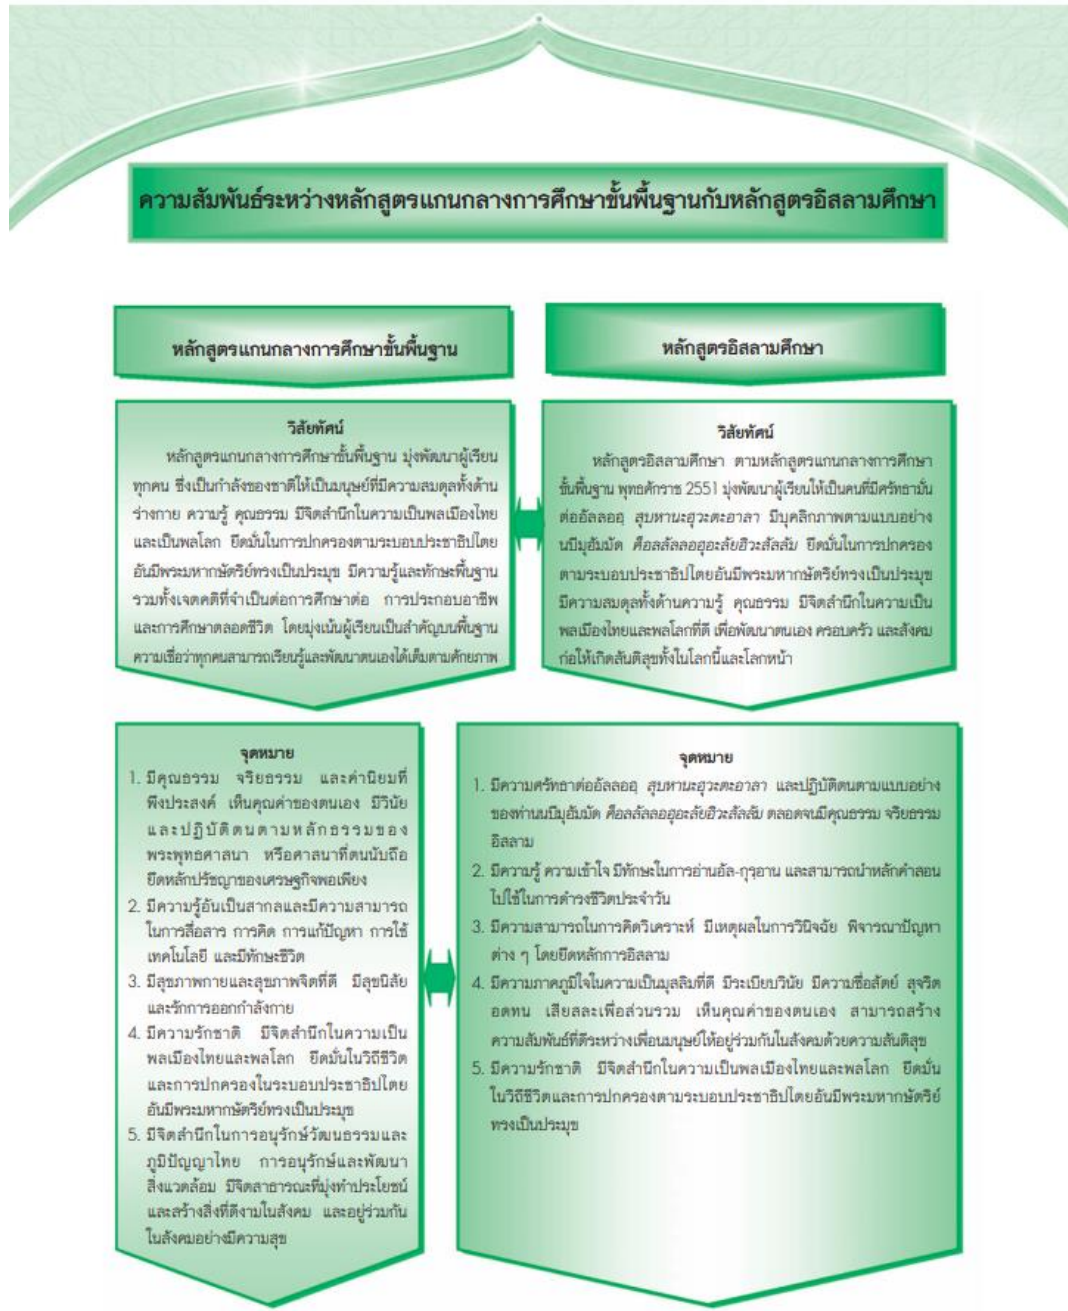 ความสัมพันธ์ระหว่างหลักสูตรแกนกลางการศึกษาขั้นพื้นฐานกับหลักสูตรอิสลามศึกษา
หลักสูตรแกนกลางการศึกษาขั้นพื้นฐาน
วิสัยทัศน์
หลักสูตรแกนกลางการศึกษาขั้นพื้นฐาน มุ่งพัฒนาผู้เรียน
ทุกคน ซึ่งเป็นกำลังของชาติให้เป็นมนุษย์ที่มีความสมดุลทั้งด้าน
ร่างกาย ความรู้ คุณธรรม มีจิตสำนึกในความเป็นพลเมืองไทย
และเป็นพลโลก ยึดมั่นในการปกครองตามระบอบประชาธิปไตย
อันมีพระมหากษัตริย์ทรงเป็นประมุข มีความรู้และทักษะพื้นฐาน
รวมทั้งเจตคติที่จำเป็นต่อการศึกษาต่อ การประกอบอาชีพ
และการศึกษาตลอดชีวิต โดยมุ่งเน้นผู้เรียนเป็นสำคัญบนพื้นฐาน
ความเชื่อว่าทุกคนสามารถเรียนรู้และพัฒนาตนเองได้เต็มตามศักยภาพ
หลักสูตรอิสลามศึกษา
วิสัยทัศน์
หลักสูตรอิสลามศึกษา ตามหลักสูตรแกนกลางการศึกษา
ขั้นพื้นฐาน พุทธศักราช 2551 มุ่งพัฒนาผู้เรียนให้เป็นคนที่มีศรัทธามั่น
ต่ออัลลอฮฺ สุบหานะฮูวะตะอาลา มีบุคลิกภาพตามแบบอย่าง
นบีมุฮัมมัด ศ็อลลัลลอฮุอะลัยฮิวะสัลลัม ยึดมั่นในการปกครอง
ตามระบอบประชาธิปไตยอันมีพระมหากษัตริย์ทรงเป็นประมุข
มีความสมดุลทั้งด้านความรู้ คุณธรรม มีจิตสำนึกในความเป็น
พลเมืองไทยและพลโลกที่ดี เพื่อพัฒนาตนเอง ครอบครัว และสังคม
ก่อให้เกิดสันติสุขทั้งในโลกนี้และโลกหน้า
จุดหมาย
1. มีคุณธรรม จริยธรรม และค่านิยมที่
พึงประสงค์ เห็นคุณค่าของตนเอง มีวินัย
และปฏิบัติตนตามหลักธรรมของ
พระพุทธศาสนา หรือศาสนาที่ตนนับถือ
ยึดหลักปรัชญาของเศรษฐกิจพอเพียง
2. มีความรู้อันเป็นสากลและมีความสามารถ
ในการสื่อสาร การคิด การแก้ปัญหา การใช้
เทคโนโลยี และมีทักษะชีวิต
3. มีสุขภาพกายและสุขภาพจิตที่ดี มีสุขนิสัย
และรักการออกกำลังกาย
4. มีความรักชาติ มีจิตสำนึกในความเป็น
พลเมืองไทยและพลโลก ยึดมั่นในวิถีชีวิต
และการปกครองในระบอบประชาธิปไตย
อันมีพระมหากษัตริย์ทรงเป็นประมุข
5. มีจิตสำนึกในการอนุรักษ์วัฒนธรรมและ
ภูมิปัญญาไทย การอนุรักษ์และพัฒนา
สิ่งแวดล้อม มีจิตสาธารณะที่มุ่งทำประโยชน์
และสร้างสิ่งที่ดีงามในสังคม และอยู่ร่วมกัน
ในสังคมอย่างมีความสุข
จุดหมาย
1. มีความศรัทธาต่ออัลลอฮฺ สุบหานะฮูวะตะอาลา และปฏิบัติตนตามแบบอย่าง
ของท่านนบีมุฮัมมัด ศ็อลลัลลอฮุอะลัยฮิวะสัลลัม ตลอดจนมีคุณธรรม จริยธรรม
อิสลาม
2. มีความรู้ ความเข้าใจ มีทักษะในการอ่านอัล-กุรอาน และสามารถนำหลักคำสอน
ไปใช้ในการดำรงชีวิตประจำวัน
3. มีความสามารถในการคิดวิเคราะห์ มีเหตุผลในการวินิจฉัย พิจารณาปัญหา
ต่าง ๆ โดยยึดหลักการอิสลาม
4. มีความภาคภูมิใจในความเป็นมุสลิมที่ดี มีระเบียบวินัย มีความซื่อสัตย์ สุจริต
อดทน เสียสละเพื่อส่วนรวม เห็นคุณค่าของตนเอง สามารถสร้าง
ความสัมพันธ์ที่ดีระหว่างเพื่อนมนุษย์ให้อยู่ร่วมกันในสังคมด้วยความสันติสุข
5. มีความรักชาติ มีจิตสำนึกในความเป็นพลเมืองไทยและพลโลก ยึดมั่น
ในวิถีชีวิตและการปกครองตามระบอบประชาธิปไตยอันมีพระมหากษัตริย์
ทรงเป็นประมุข